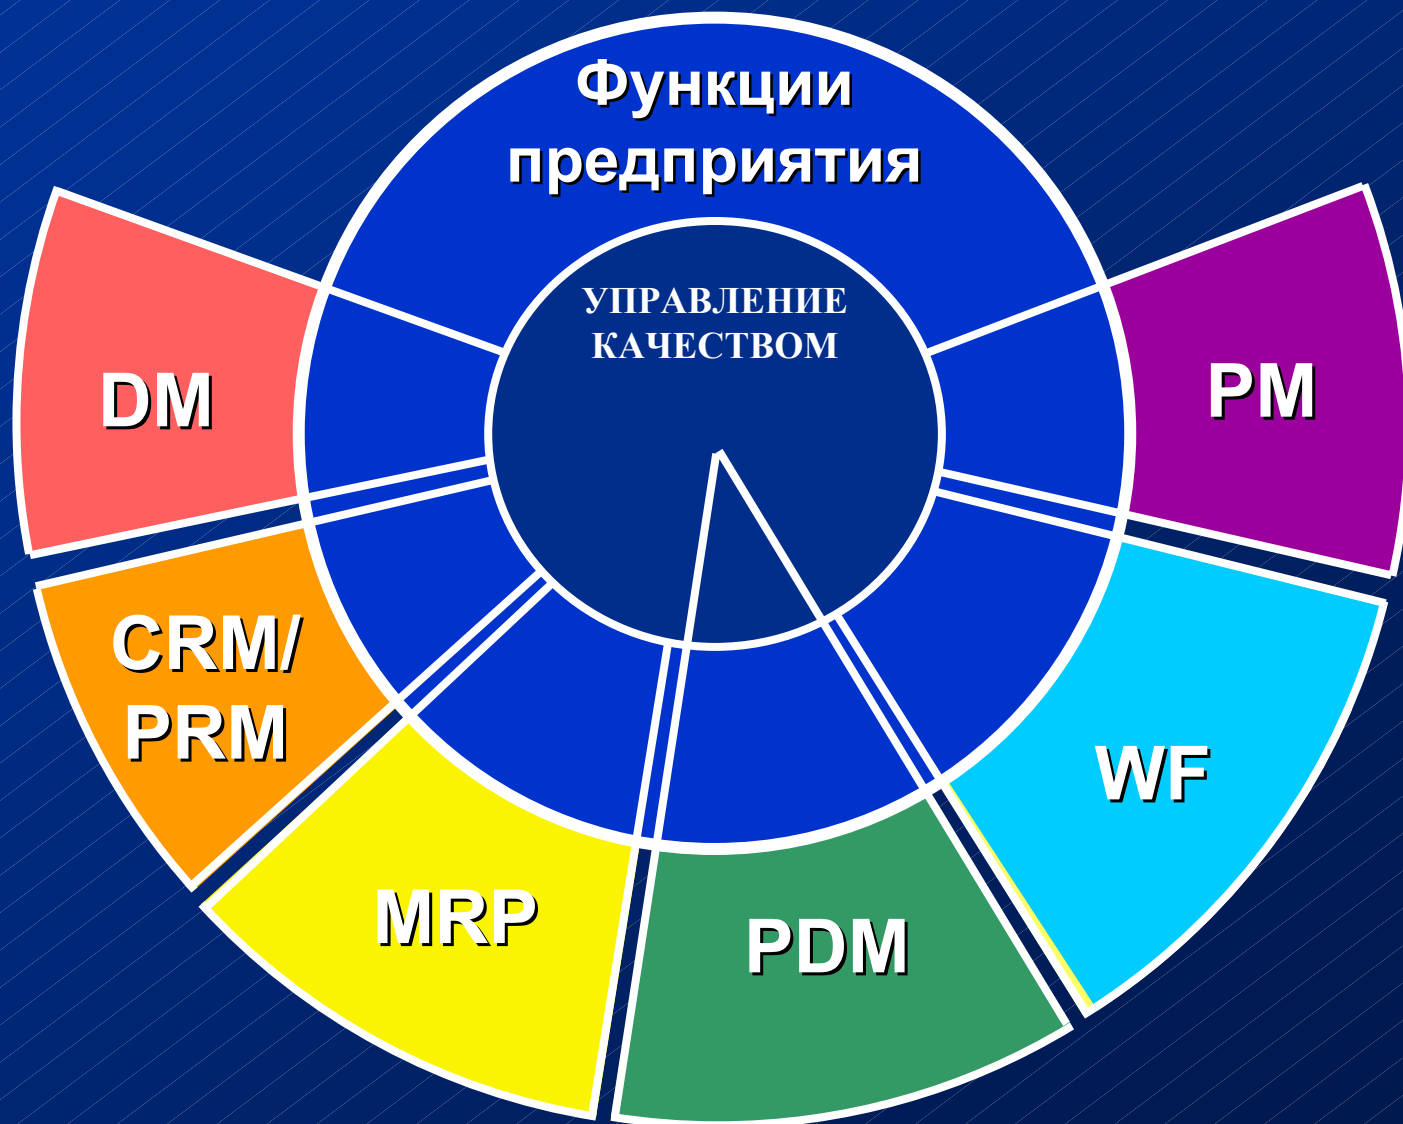 Функции
предприятия
УПРАВЛЕНИЕ
КАЧЕСТВОМ
DM
PM
CRM/
PRM
WF
MRP
PDM